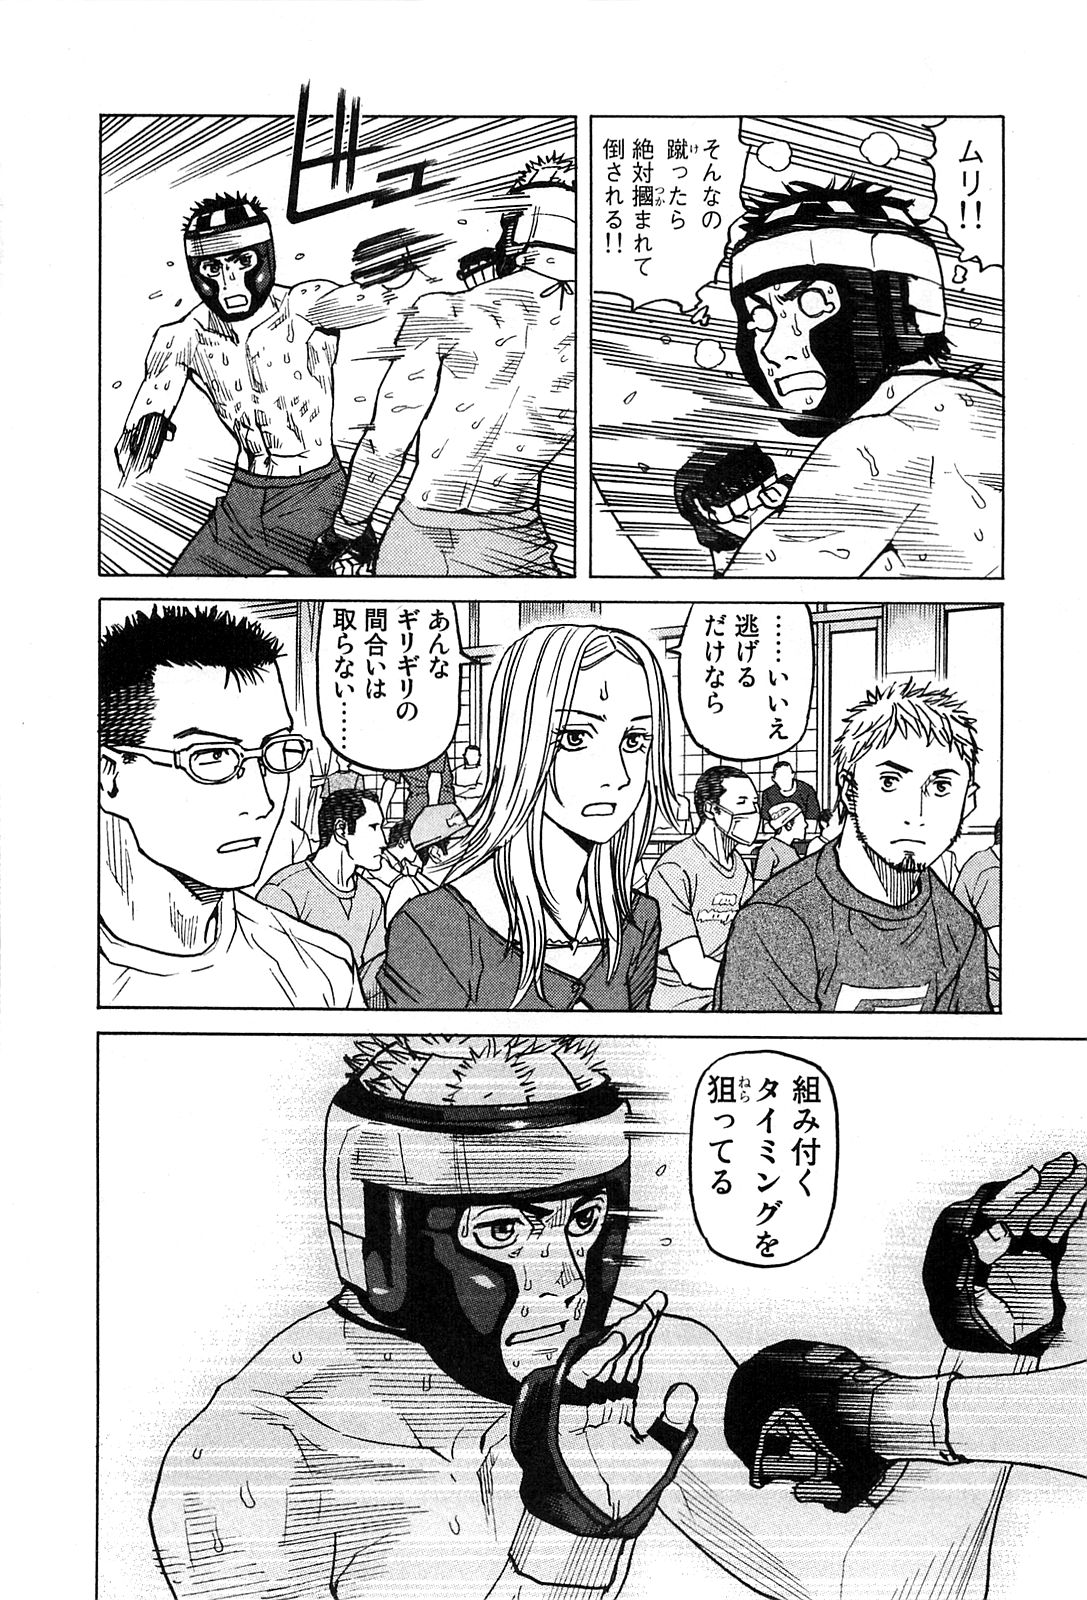 ムリ!!
そんなの
蹴ったら
絶対摑まれて
倒される!!
ビュ
……いいえ
逃げる
だけなら
あんな
ギリギリの
間合いは
取らない……
組み付く
タイミングを
狙ってる